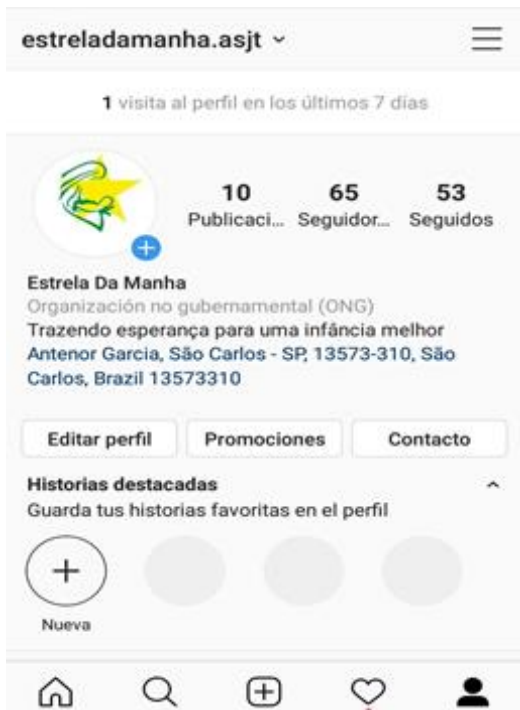 estreladamanha.asjt
1 visita al perfil en los últimos 7 días
10 65 53
Publicaci... Seguidor... Seguidos
Estrela Da Manha
Organización no gubernamental (ONG)
Trazendo esperança para uma infância melhor
Antenor Garcia, São Carlos - SP, 13573-310, São
Carlos, Brazil 13573310
Editar perfil Promociones Contacto
Historias destacadas
Guarda tus historias favoritas en el perfil
Nueva